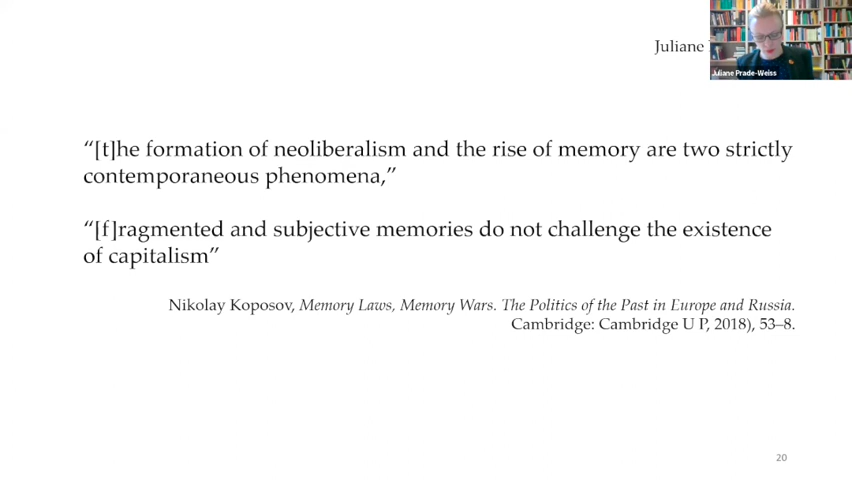 Juliane
Juliane Prade-Weiss
“[t]he formation of neoliberalism and the rise of memory are two strictly
contemporaneous phenomena,”
“[f]ragmented and subjective memories do not challenge the existence
of capitalism”
Nikolay Koposov, Memory Laws, Memory Wars. The Politics of the Past in Europe and Russia.
Cambridge: Cambridge U P, 2018), 53–8.
20